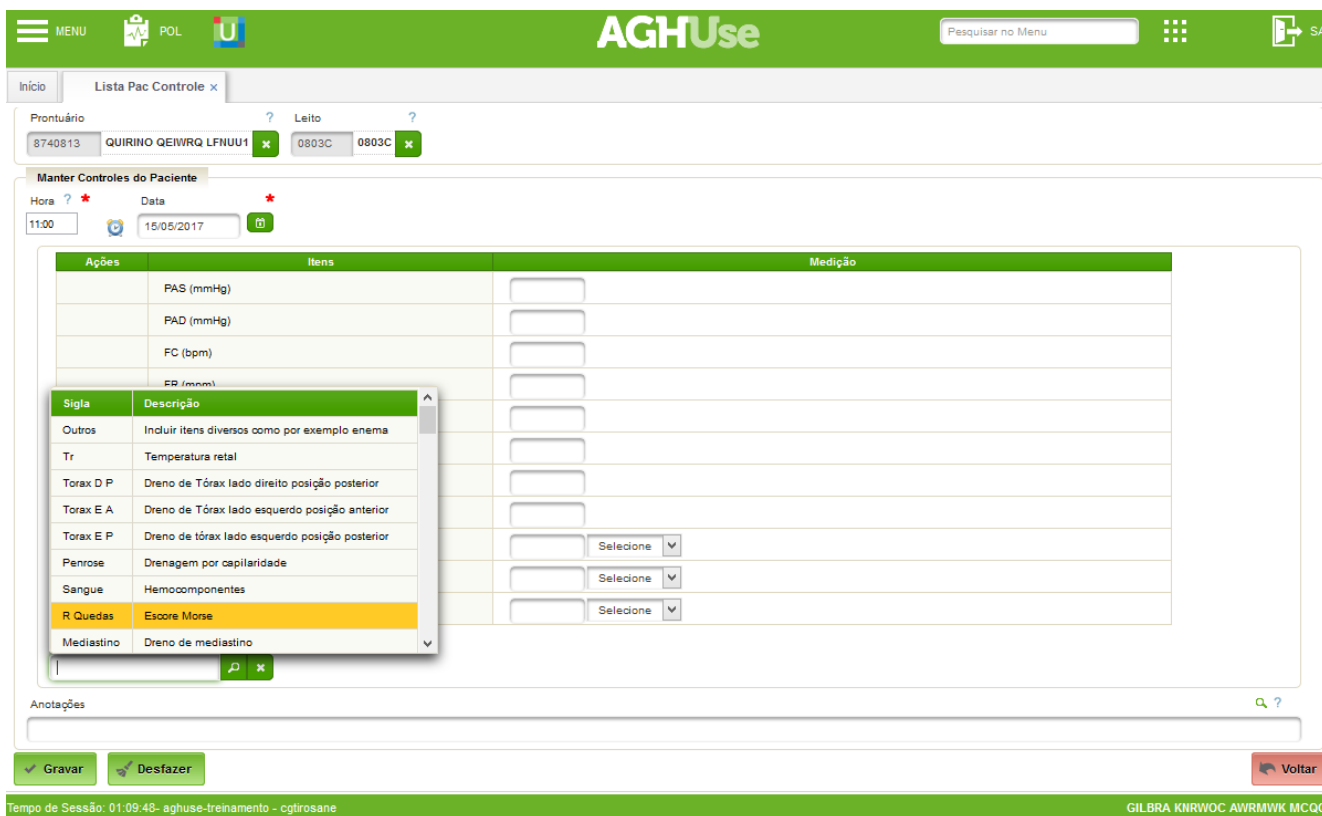 MENU POL U AGHUse Pesquisar no Menu SA
Início Lista Pac Controle ×
Prontuário ? Leito ?
8740813 QUIRINO QEIWRQ LFNUU1 0803C 0803C
Manter Controles do Paciente
Hora ? * Data *
11:00 15/05/2017
Ações Itens Medição
PAS (mmHg)
PAD (mmHg)
FC (bpm)
FR (mpm)
Sigla Descrição
Outros Incluir itens diversos como por exemplo enema
Tr Temperatura retal
Torax D P Dreno de Tórax lado direito posição posterior
Torax E A Dreno de Tórax lado esquerdo posição anterior
Torax E P Dreno de tórax lado esquerdo posição posterior
Selecione
Penrose Drenagem por capilaridade
Selecione
Sangue Hemocomponentes
R Quedas Escore Morse
Selecione
Mediastino Dreno de mediastino
Anotações ?
Gravar Desfazer Voltar
Tempo de Sessão: 01:09:48- aghuse-treinamento - cgtirosane GILBRA KNRWOC AWRMWK MCQ